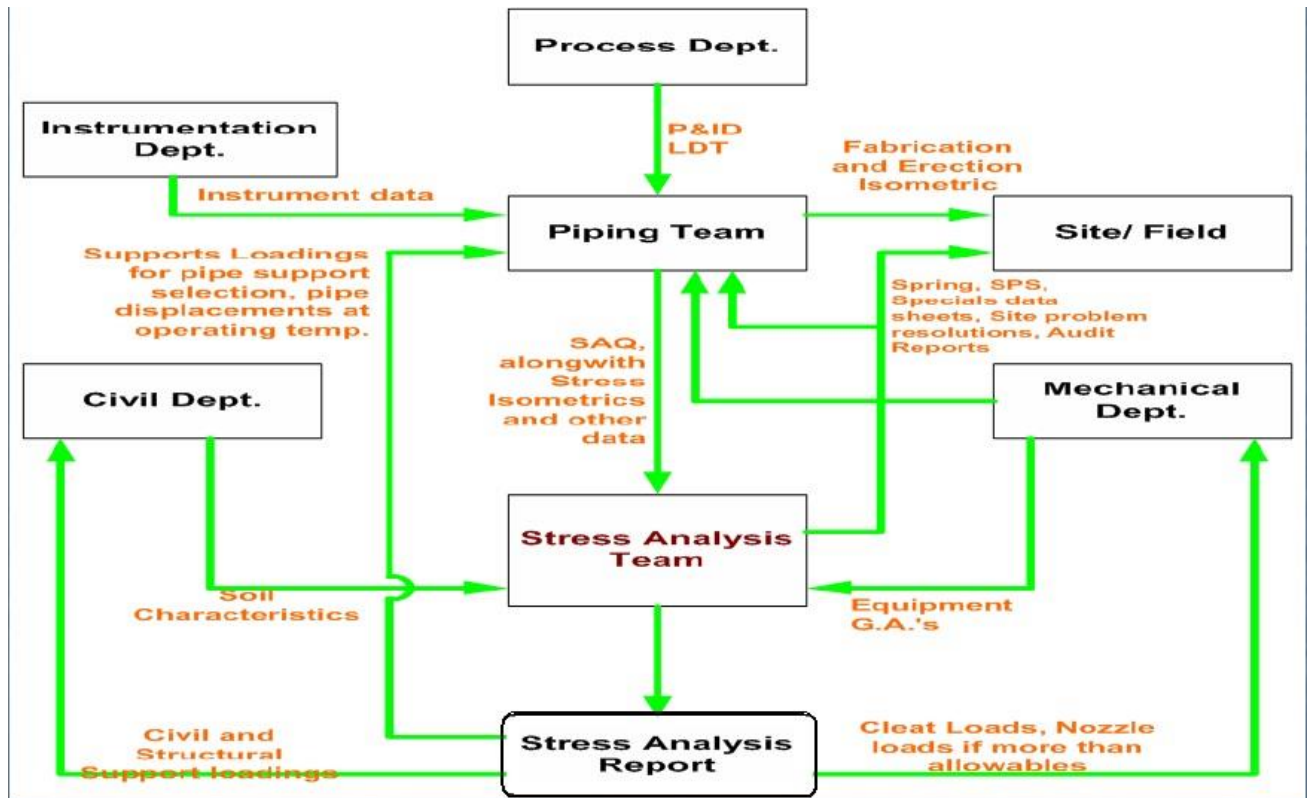 Process Dept.
Instrumentation
Dept.
P&ID
LDT
Fabrication
and Erection
Isometric
Instrument data
Piping Team
Site/ Field
Supports Loadings
for pipe support
selection, pipe
displacements at
operating temp.
Spring, SPS,
Specials data
sheets, Site problem
resolutions, Audit
Reports
SAQ,
alongwith
Stress
Isometrics
and other
data
Civil Dept.
Mechanical
Dept.
Stress Analysis
Team
Soil
Characteristics
Equipment
G.A.'s
Civil and
Structural
Support loadings
Stress Analysis
Report
Cleat Loads, Nozzle
loads if more than
allowables